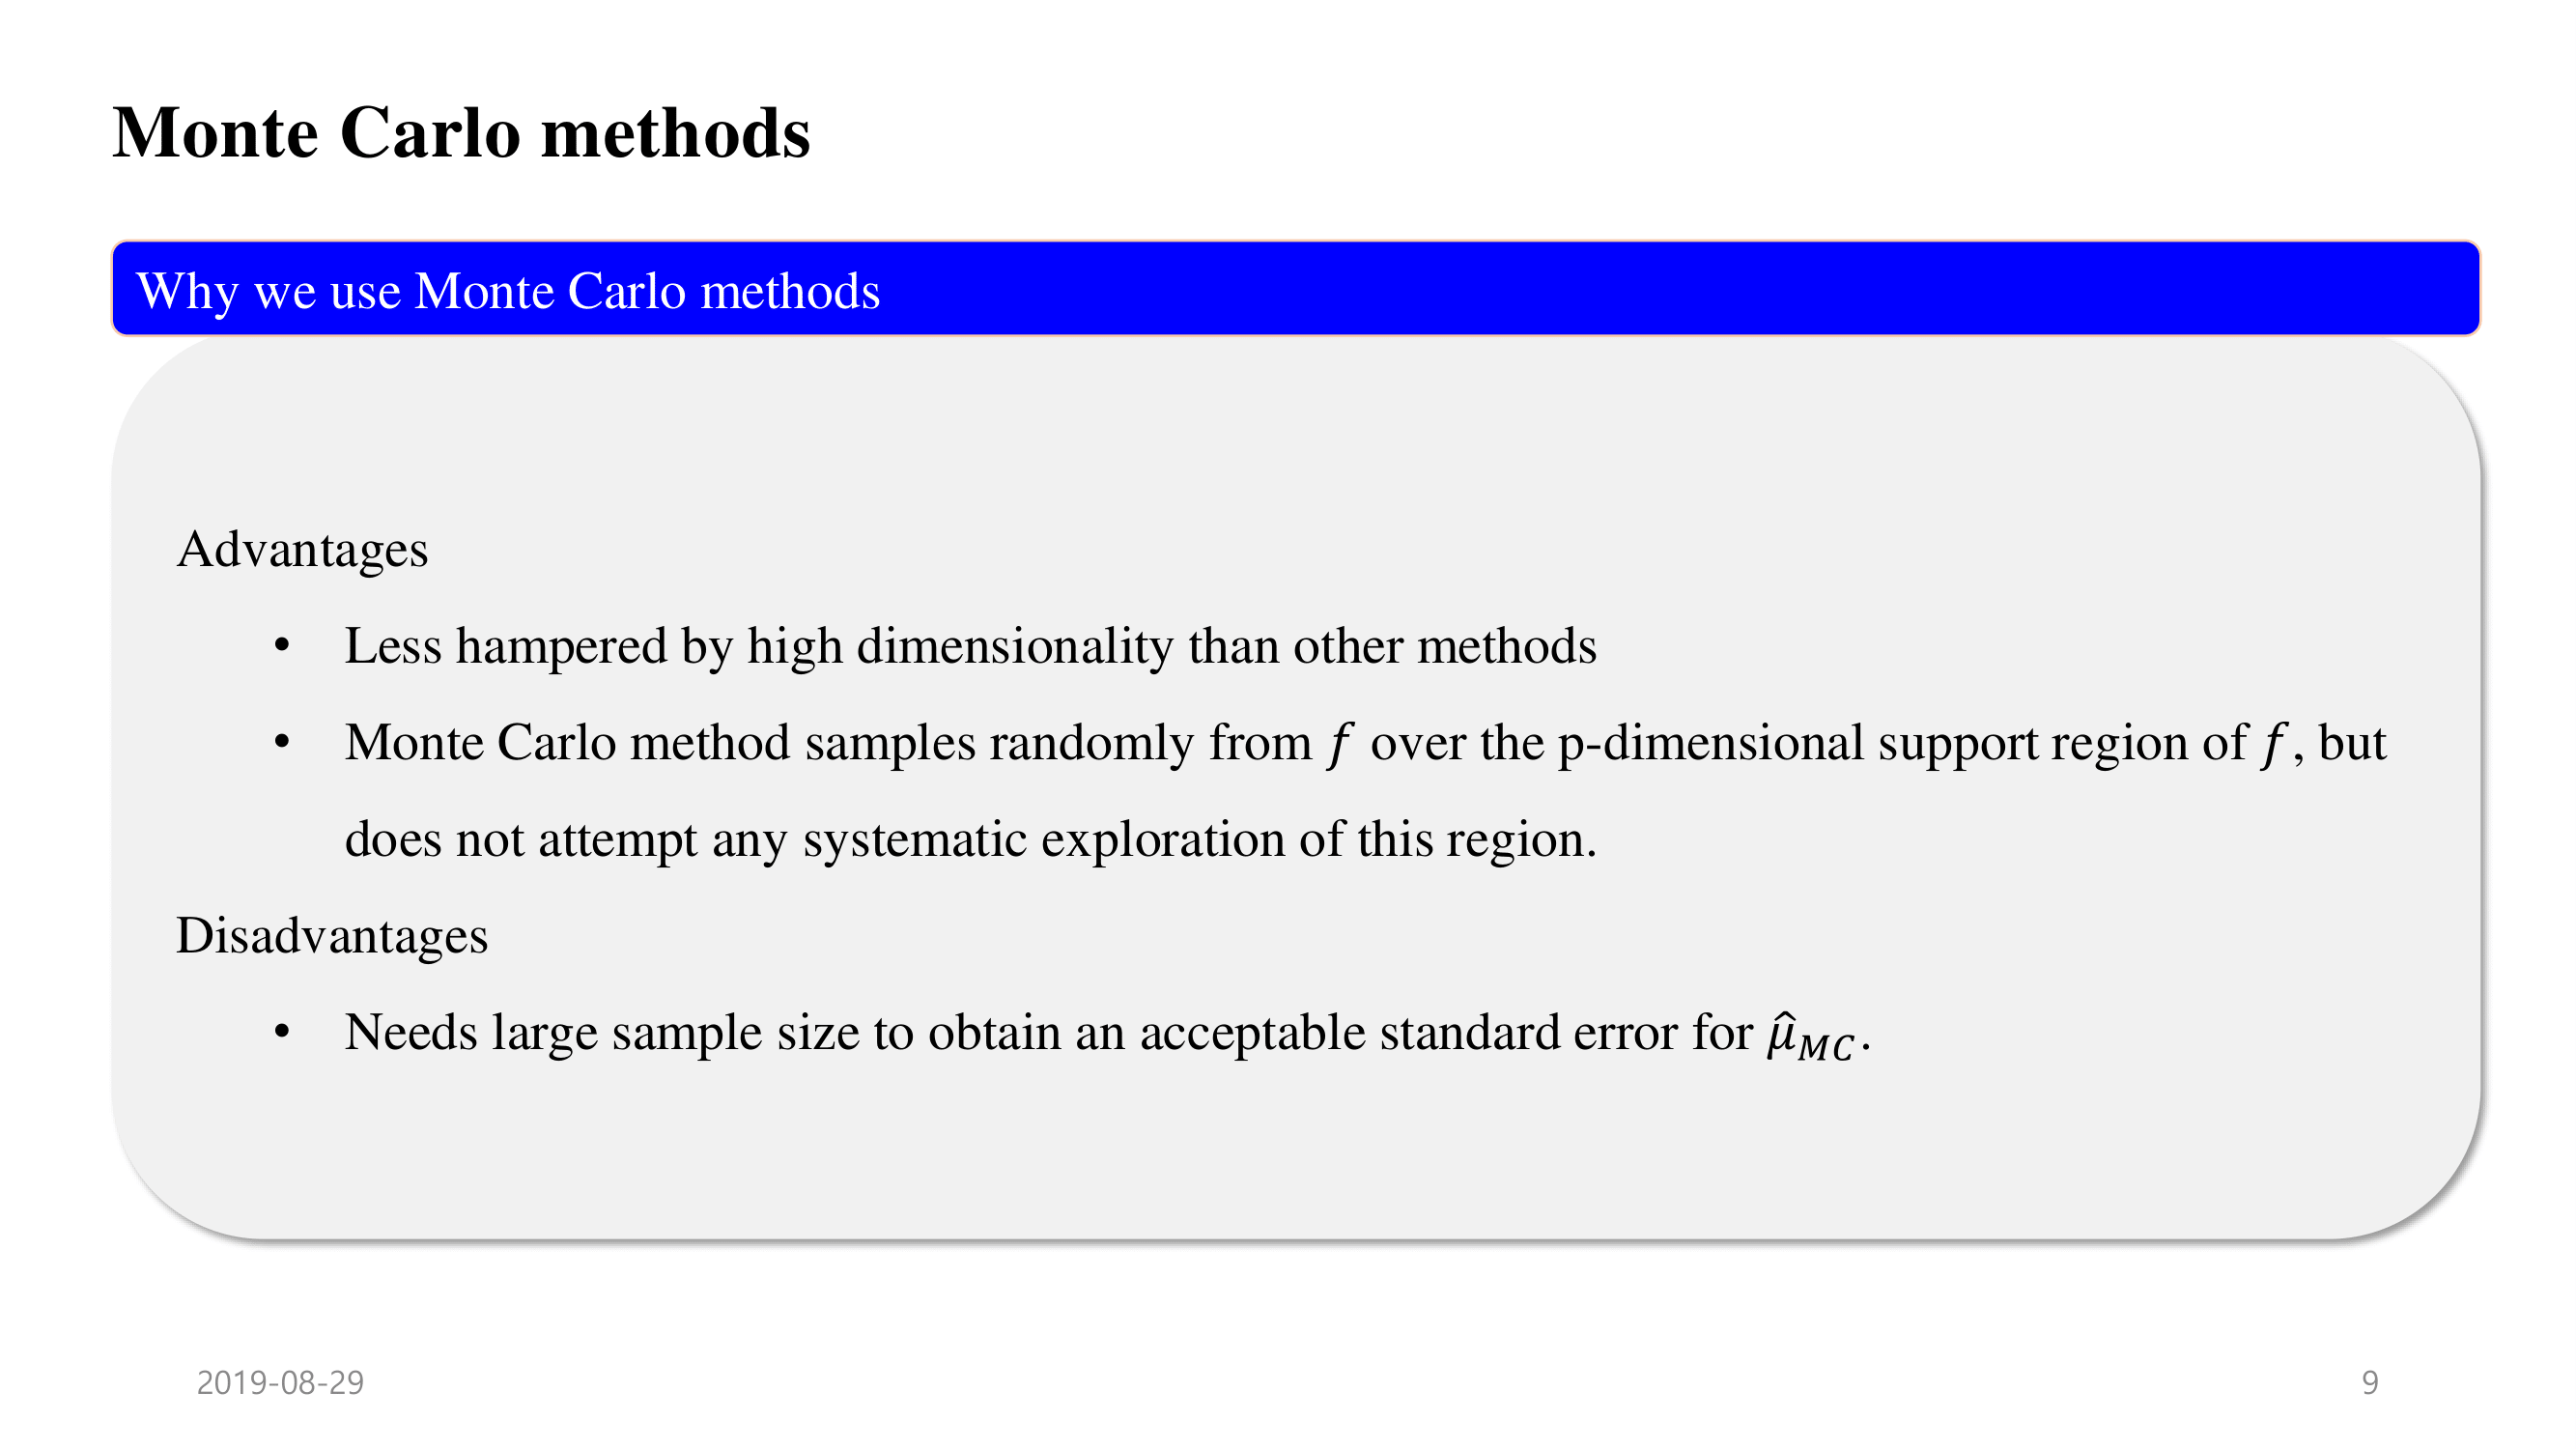 Monte Carlo methods
Why we use Monte Carlo methods
Advantages
• Less hampered by high dimensionality than other methods
• Monte Carlo method samples randomly from 𝑓 over the p-dimensional support region of 𝑓, but
does not attempt any systematic exploration of this region.
Disadvantages
• Needs large sample size to obtain an acceptable standard error for 𝜇̂_{𝑀𝐶}.
2019-08-29
9